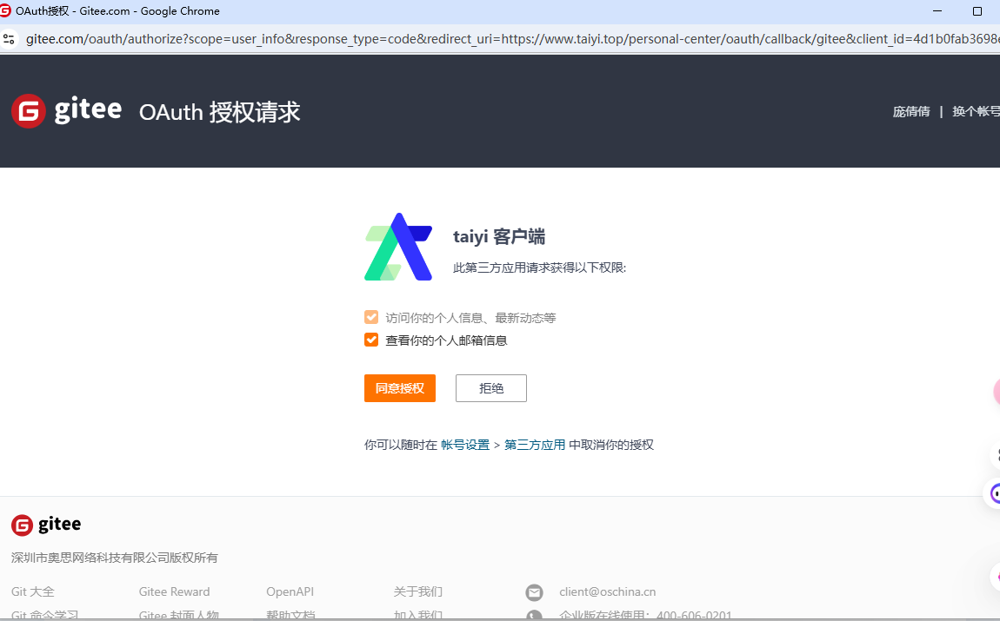 OAuth授权 - Gitee.com - Google Chrome
gitee.com/oauth/authorize?scope=user_info&response_type=code&redirect_uri=https://www.taiyi.top/personal-center/oauth/callback/gitee&client_id=4d1b0fab3698e
gitee OAuth 授权请求 庞倩倩 | 换个帐号
taiyi 客户端
此第三方应用请求获得以下权限:
访问你的个人信息、最新动态等
查看你的个人邮箱信息
同意授权 拒绝
你可以随时在 帐号设置 > 第三方应用 中取消你的授权
gitee
深圳市奥思网络科技有限公司版权所有
Git 大全 Gitee Reward OpenAPI 关于我们 client@oschina.cn
Git 命令学习 Gitee 封面人物 帮助文档 加入我们 企业版在线使用：400-606-0201